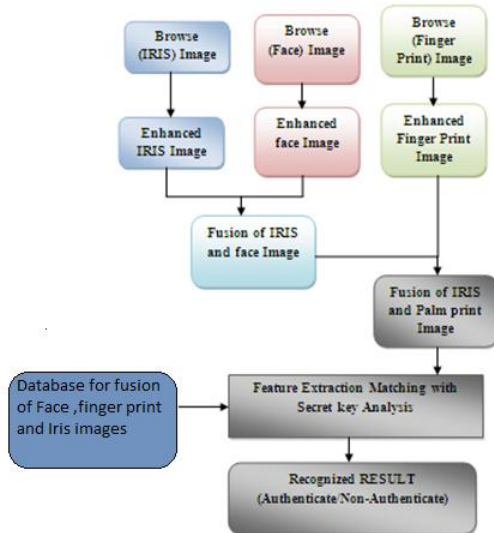 Browse
(IRIS) Image
Browse
(Face) Image
Browse
(Finger
Print) Image
Enhanced
IRIS Image
Enhanced
face Image
Enhanced
Finger Print
Image
Fusion of IRIS
and face Image
Fusion of IRIS
and Palm print
Image
Database for fusion
of Face ,finger print
and Iris images
Feature Extraction Matching with
Secret key Analysis
Recognized RESULT
(Authenticate/Non-Authenticate)